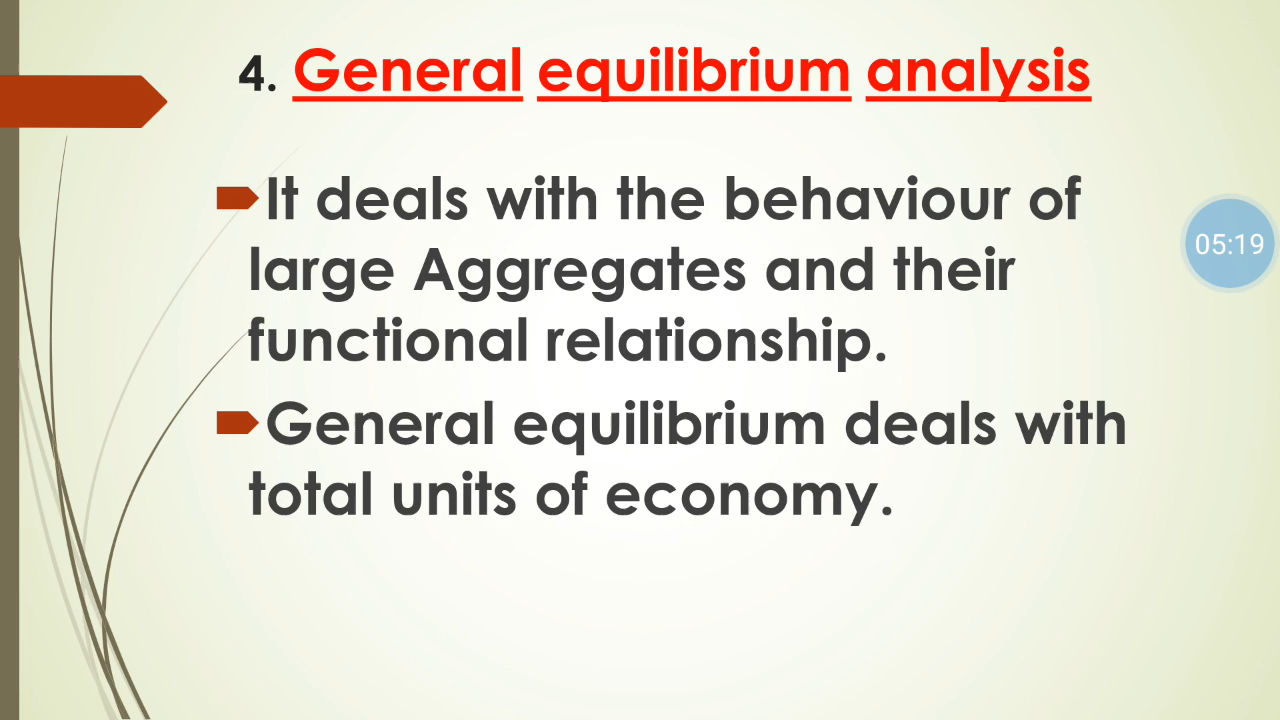 4. General equilibrium analysis
It deals with the behaviour of
large Aggregates and their
functional relationship.
General equilibrium deals with
total units of economy.
05:19